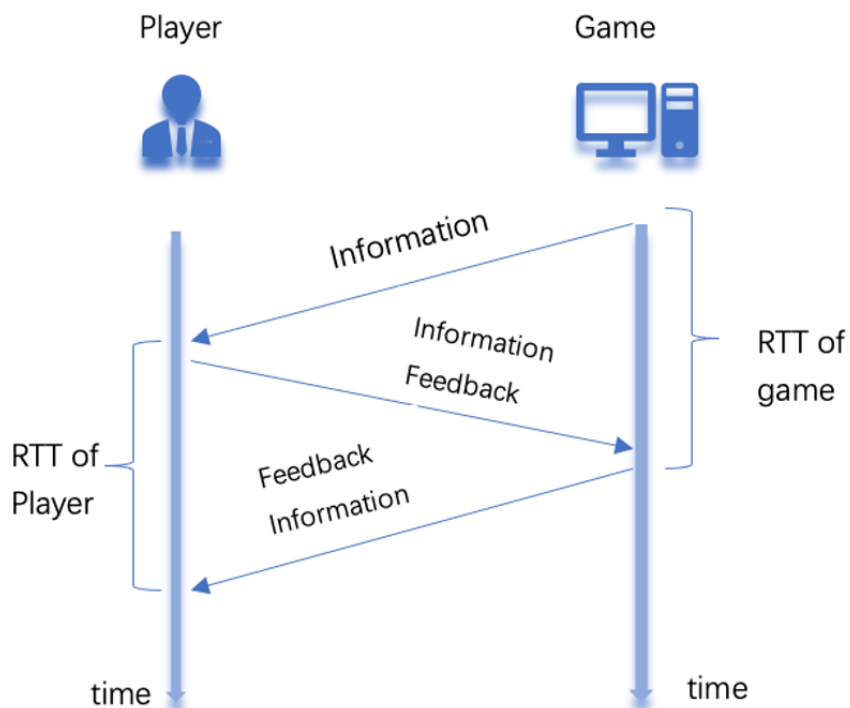 Player
Game
Information
Information
Feedback
RTT of
game
RTT of
Player
Feedback
Information
time
time